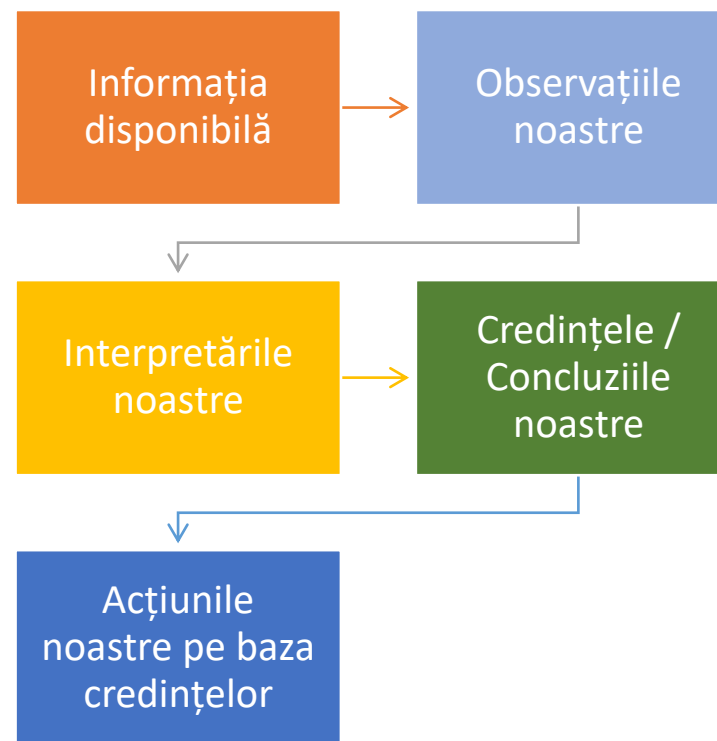 Informația
disponibilă
Observațiile
noastre
Interpretările
noastre
Credințele /
Concluziile
noastre
Acțiunile
noastre pe baza
credințelor